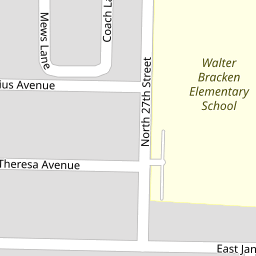 Mews Lane
Coach La
ius Avenue
North 27th Street
Walter
Bracken
Elementary
School
Theresa Avenue
East Jan